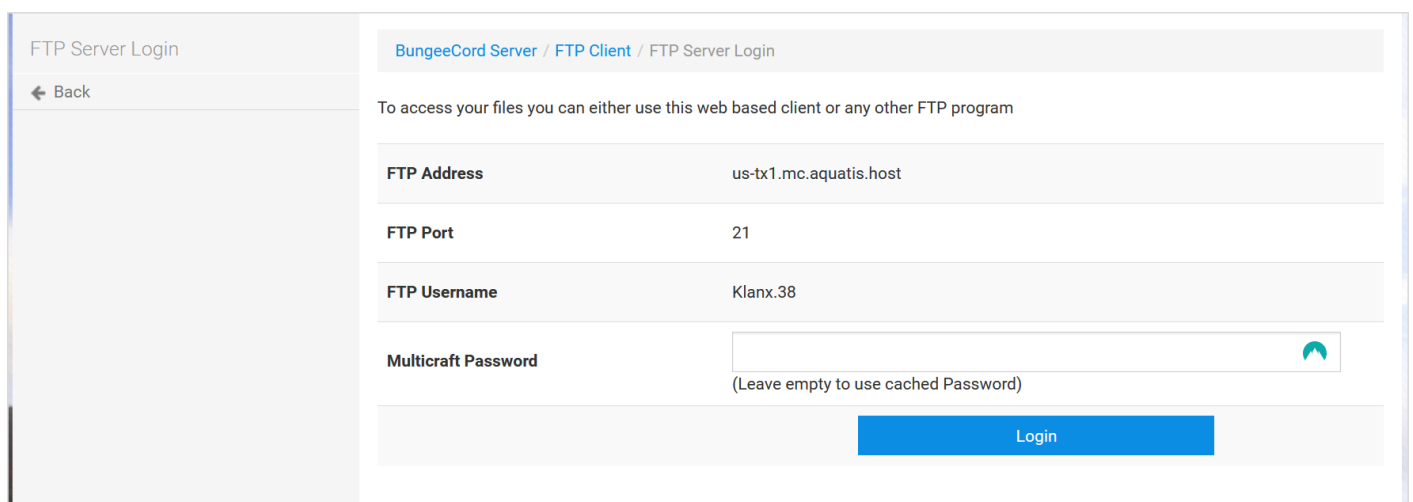 FTP Server Login
Back
BungeeCord Server / FTP Client / FTP Server Login
To access your files you can either use this web based client or any other FTP program
FTP Address us-tx1.mc.aquatis.host
FTP Port 21
FTP Username Klanx.38
Multicraft Password
(Leave empty to use cached Password)
Login